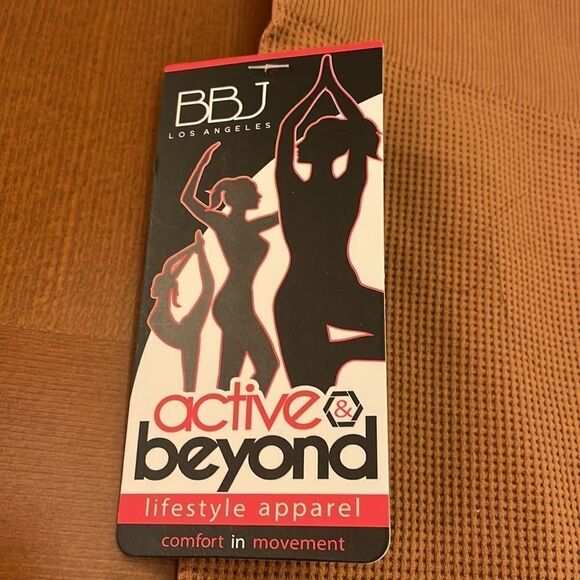 BBJ
LOS ANGELES
active &
beyond
lifestyle apparel
comfort in movement